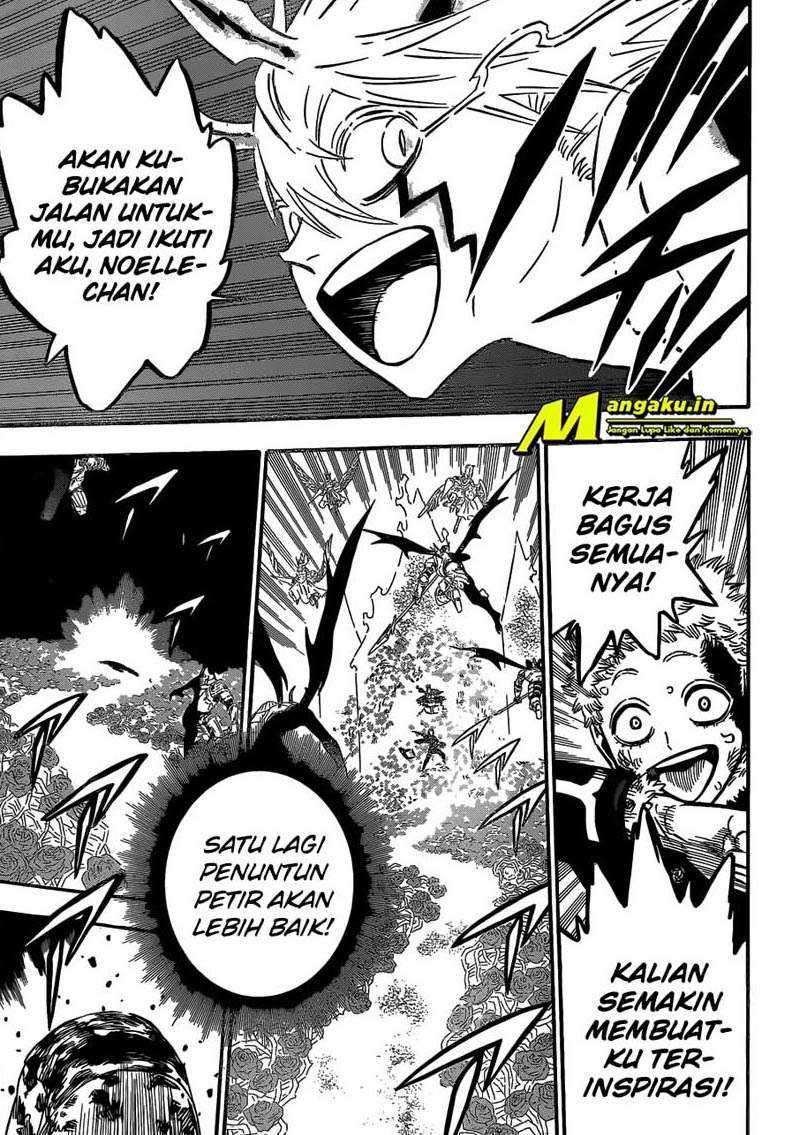 AKAN KU-
BUKAKAN
JALAN UNTUK-
MU, JADI IKUTI
AKU, NOELLE-
CHAN!
Mangaku.in
Jangan Lupa Like dan Komennya
KERJA
BAGUS
SEMUA-
NYA!
KALIAN
SEMAKIN
MEMBUAT-
KU TER-
INSPIRASI!
SATU LAGI
PENUNTUN
PETIR AKAN
LEBIH BAIK!